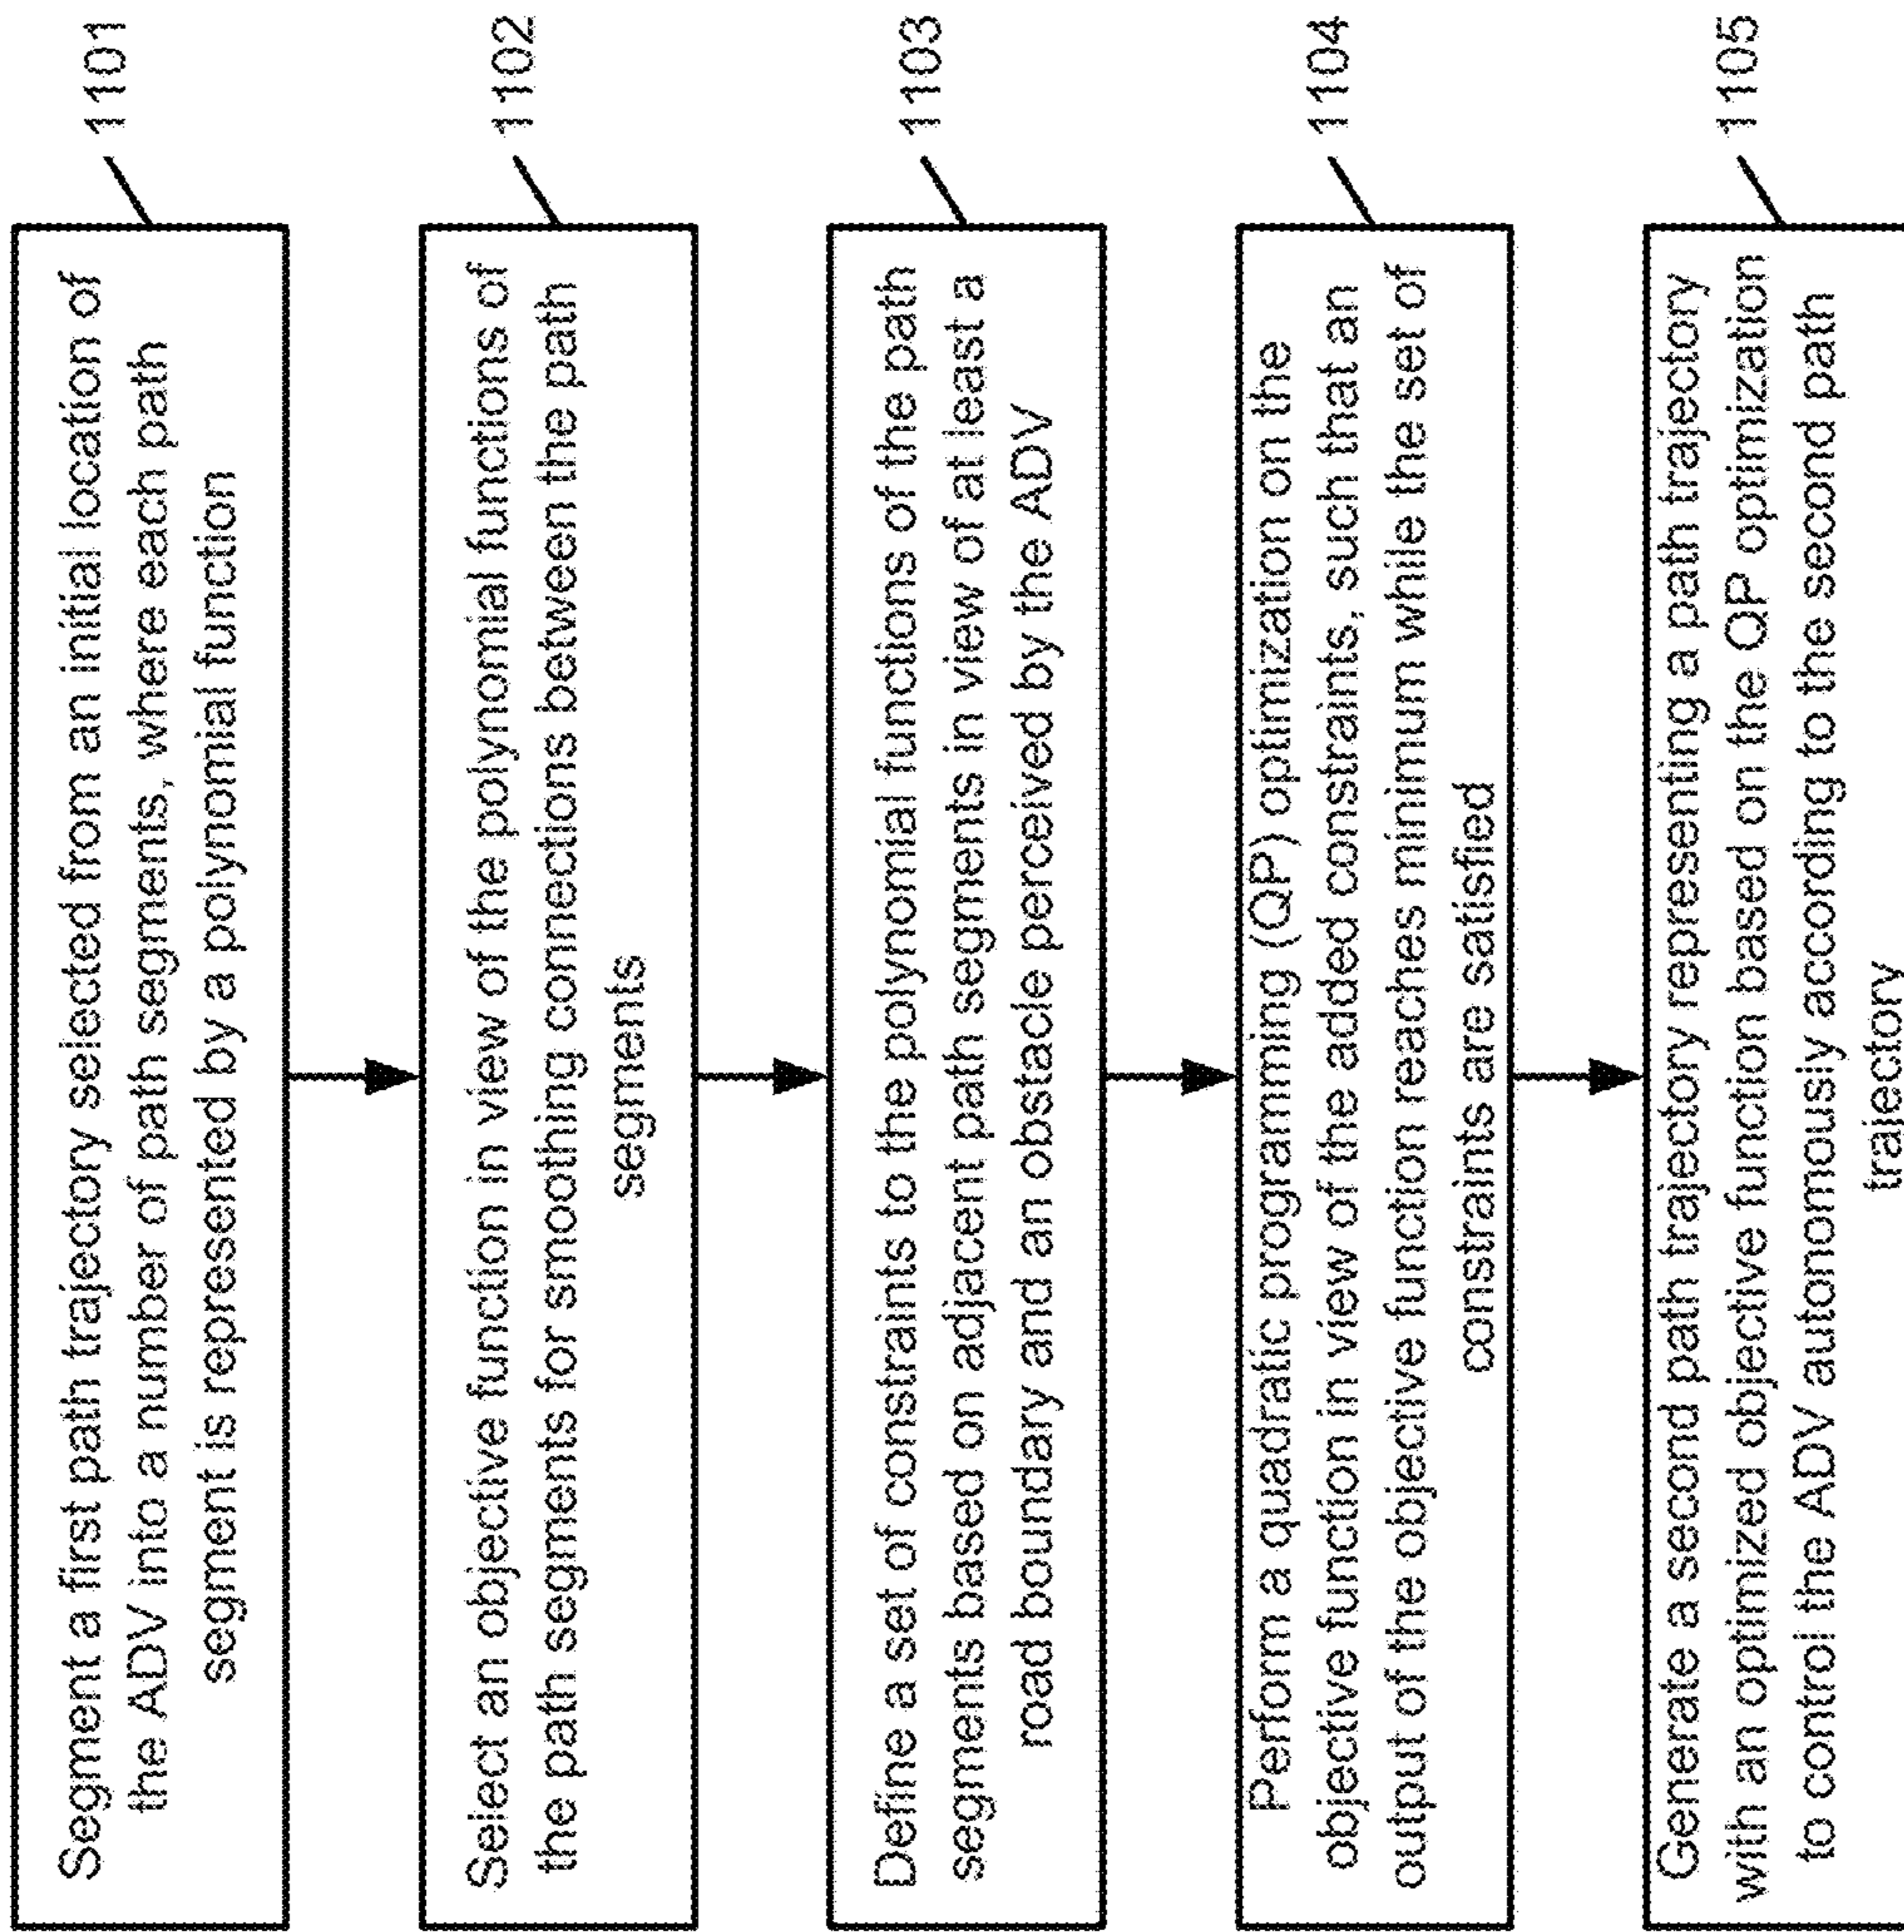 Segment a first path trajectory selected from an initial location of
the ADV into a number of path segments, where each path
segment is represented by a polynomial function
1101
Select an objective function in view of the polynomial functions of
the path segments for smoothing connections between the path
segments
1102
Define a set of constraints to the polynomial functions of the path
segments based on adjacent path segments in view of at least a
road boundary and an obstacle perceived by the ADV
1103
Perform a quadratic programming (QP) optimization on the
objective function in view of the added constraints, such that an
output of the objective function reaches minimum while the set of
constraints are satisfied
1104
Generate a second path trajectory representing a path trajectory
with an optimized objective function based on the QP optimization
to control the ADV autonomously according to the second path
trajectory
1105